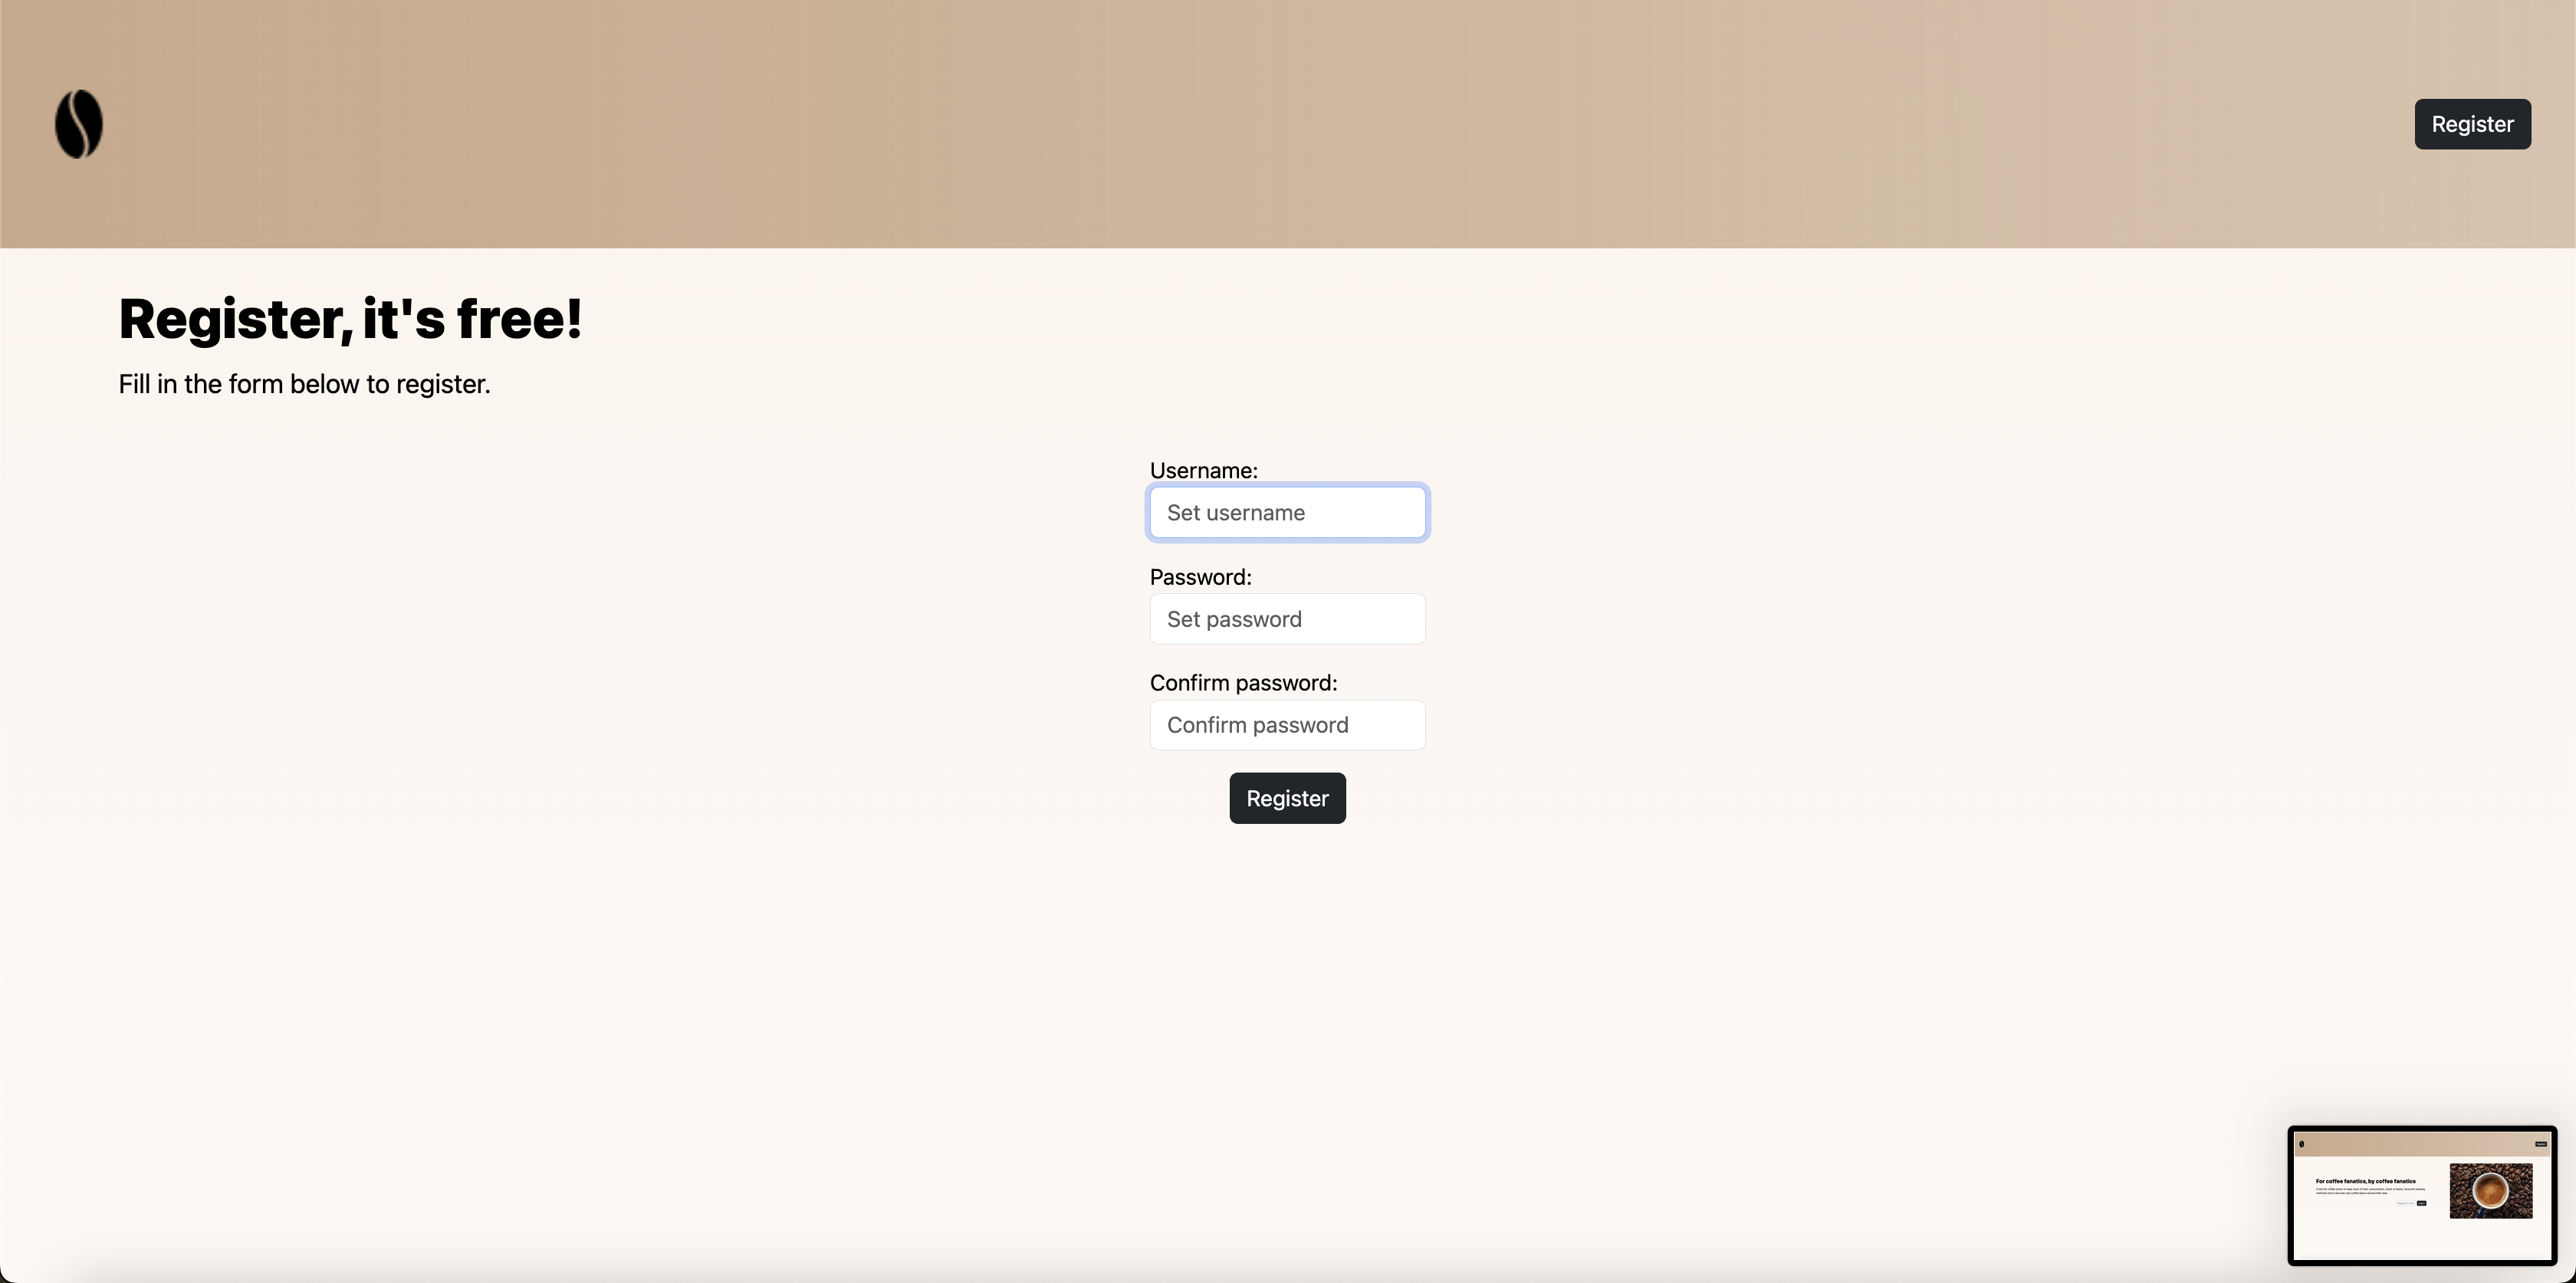 Register
Register, it's free!
Fill in the form below to register.
Username:
Set username
Password:
Set password
Confirm password:
Confirm password
Register
For coffee fanatics, by coffee fanatics